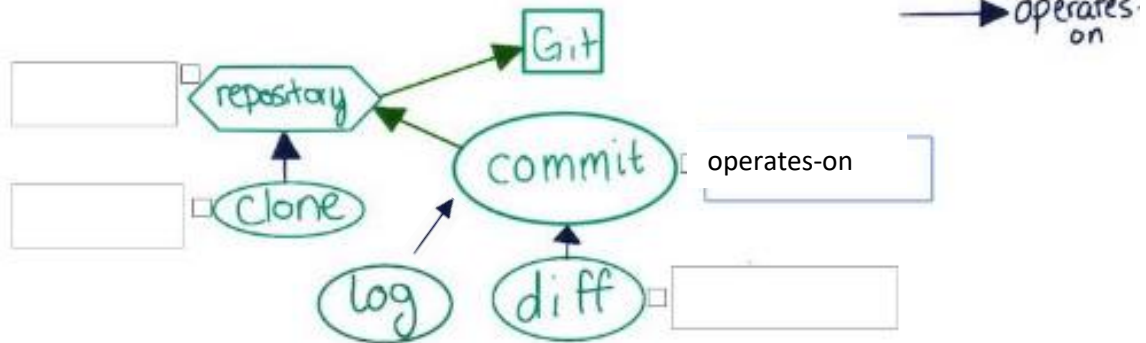 operates-
on
Git
repository
commit
operates-on
clone
log
diff